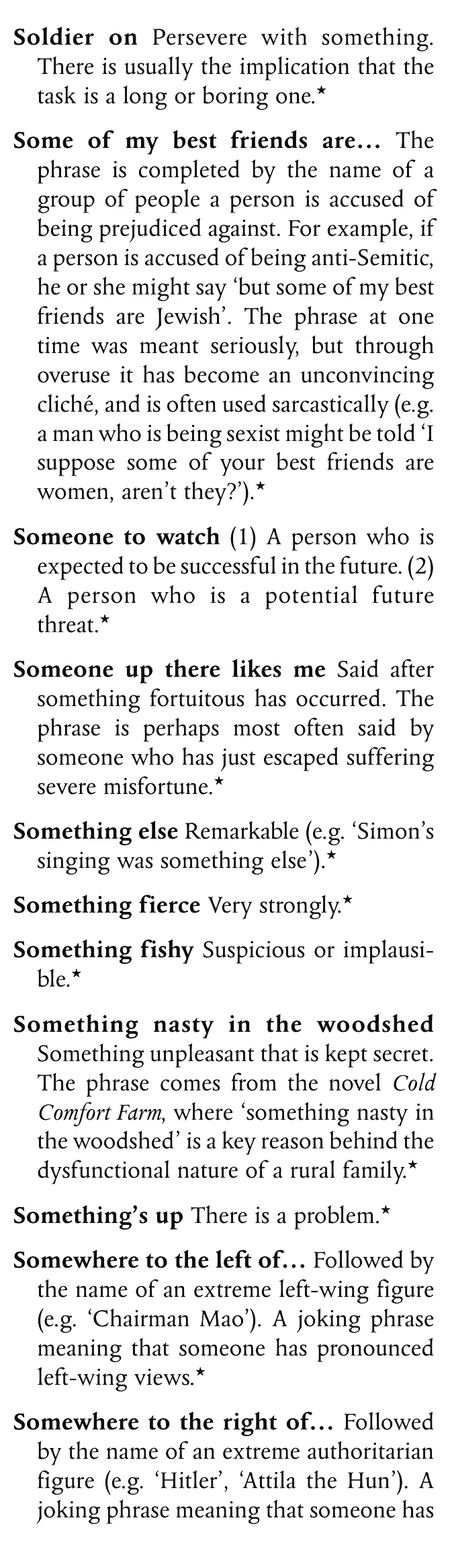 Soldier on Persevere with something.
There is usually the implication that the
task is a long or boring one.★
Some of my best friends are... The
phrase is completed by the name of a
group of people a person is accused of
being prejudiced against. For example, if
a person is accused of being anti-Semitic,
he or she might say ‘but some of my best
friends are Jewish’. The phrase at one
time was meant seriously, but through
overuse it has become an unconvincing
cliché, and is often used sarcastically (e.g.
a man who is being sexist might be told ‘I
suppose some of your best friends are
women, aren’t they?’).★
Someone to watch (1) A person who is
expected to be successful in the future. (2)
A person who is a potential future
threat.★
Someone up there likes me Said after
something fortuitous has occurred. The
phrase is perhaps most often said by
someone who has just escaped suffering
severe misfortune.★
Something else Remarkable (e.g. ‘Simon’s
singing was something else’).★
Something fierce Very strongly.★
Something fishy Suspicious or implausi-
ble.★
Something nasty in the woodshed
Something unpleasant that is kept secret.
The phrase comes from the novel Cold
Comfort Farm, where ‘something nasty in
the woodshed’ is a key reason behind the
dysfunctional nature of a rural family.★
Something’s up There is a problem.★
Somewhere to the left of... Followed by
the name of an extreme left-wing figure
(e.g. ‘Chairman Mao’). A joking phrase
meaning that someone has pronounced
left-wing views.★
Somewhere to the right of... Followed
by the name of an extreme authoritarian
figure (e.g. ‘Hitler’, ‘Attila the Hun’). A
joking phrase meaning that someone has